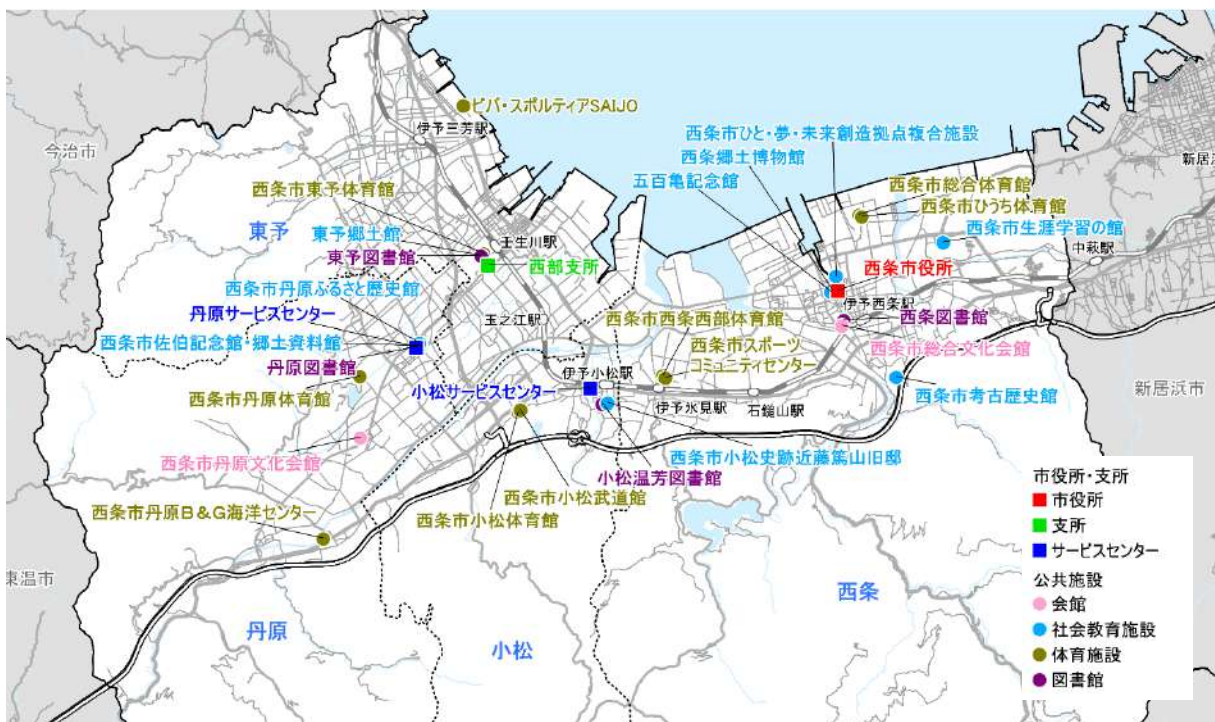 ビバ・スポルティアSAIJO
伊予三芳駅
今治市
西条市ひと・夢・未来創造拠点複合施設
西条郷土博物館
五百亀記念館
新居浜
西条市東予体育館
西条市総合体育館
西条市ひうち体育館
東予
東予郷土館
壬生川駅
西条市生涯学習の館
中萩駅
東予図書館
西部支所
西条市役所
西条市丹原ふるさと歴史館
伊予西条駅
丹原サービスセンター
玉之江駅
西条市西条西部体育館
西条図書館
西条市佐伯記念館・郷土資料館
西条市スポーツ
コミュニティセンター
西条市総合文化会館
丹原図書館
伊予小松駅
西条市丹原体育館
小松サービスセンター
伊予氷見駅
石鎚山駅
西条市考古歴史館
新居浜市
西条市丹原文化会館
西条市小松史跡近藤篤山旧邸
小松温芳図書館
西条市小松武道館
西条市丹原B&G海洋センター
西条市小松体育館
東温市
丹原
小松
西条
市役所・支所
市役所
支所
サービスセンター
公共施設
会館
社会教育施設
体育施設
図書館